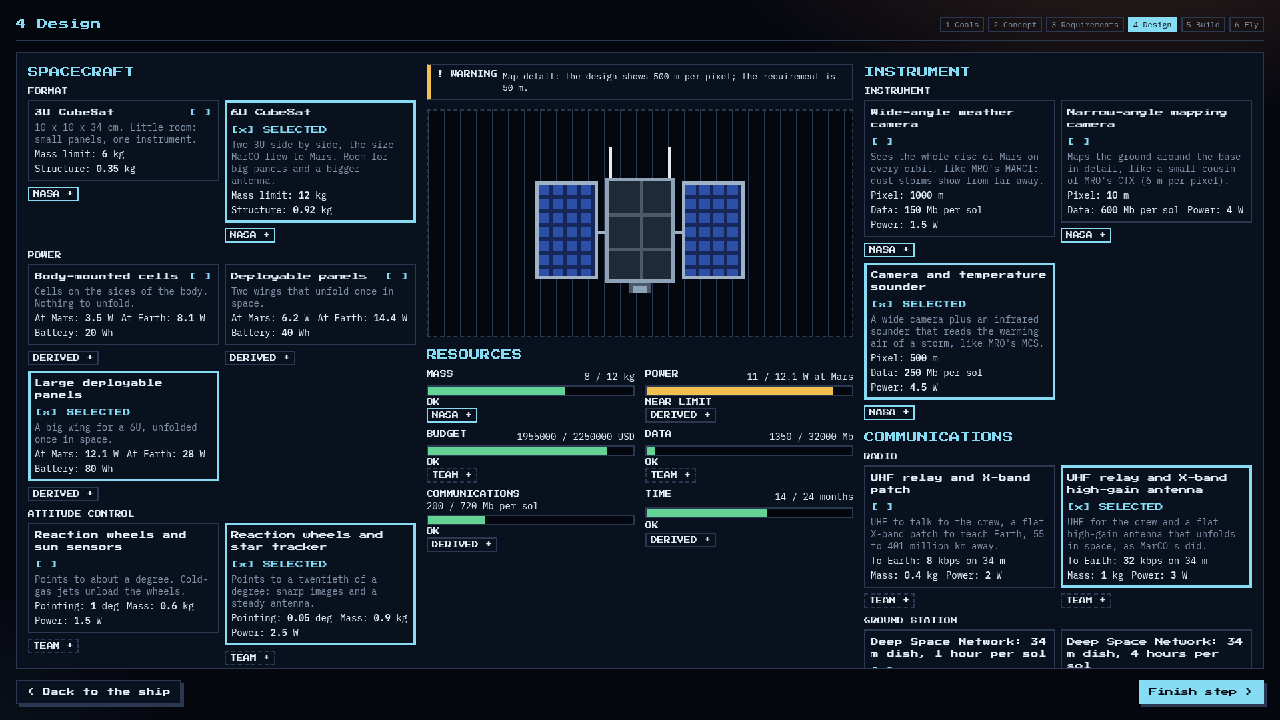 4 Design
1 Goals
2 Concept
3 Requirements
4 Design
5 Build
6 Fly
SPACECRAFT
FORMAT
3U CubeSat [ ]
10 x 10 x 34 cm. Little room:
small panels, one instrument.
Mass limit: 6 kg
Structure: 0.35 kg
NASA +
6U CubeSat
[x] SELECTED
Two 3U side by side, the size
MarCO flew to Mars. Room for
big panels and a bigger
antenna.
Mass limit: 12 kg
Structure: 0.92 kg
NASA +
POWER
Body-mounted cells [ ]
Cells on the sides of the body.
Nothing to unfold.
At Mars: 3.5 W At Earth: 8.1 W
Battery: 20 Wh
DERIVED +
Deployable panels [ ]
Two wings that unfold once in
space.
At Mars: 6.2 W At Earth: 14.4 W
Battery: 40 Wh
DERIVED +
Large deployable
panels
[x] SELECTED
A big wing for a 6U, unfolded
once in space.
At Mars: 12.1 W At Earth: 28 W
Battery: 80 Wh
DERIVED +
ATTITUDE CONTROL
Reaction wheels and
sun sensors
[ ]
Points to about a degree. Cold-
gas jets unload the wheels.
Pointing: 1 deg Mass: 0.6 kg
Power: 1.5 W
TEAM +
Reaction wheels and
star tracker
[x] SELECTED
Points to a twentieth of a
degree: sharp images and a
steady antenna.
Pointing: 0.05 deg Mass: 0.9 kg
Power: 2.5 W
TEAM +
! WARNING Map detail: the design shows 500 m per pixel; the requirement is
50 m.
RESOURCES
MASS 8 / 12 kg
OK
NASA +
POWER 11 / 12.1 W at Mars
NEAR LIMIT
DERIVED +
BUDGET 1955000 / 2250000 USD
OK
TEAM +
DATA 1350 / 32000 Mb
OK
TEAM +
COMMUNICATIONS
200 / 720 Mb per sol
OK
DERIVED +
TIME 14 / 24 months
OK
DERIVED +
INSTRUMENT
INSTRUMENT
Wide-angle weather
camera
[ ]
Sees the whole disc of Mars on
every orbit, like MRO's MARCI:
dust storms show from far away.
Pixel: 1000 m
Data: 150 Mb per sol
Power: 1.5 W
NASA +
Narrow-angle mapping
camera
[ ]
Maps the ground around the base
in detail, like a small cousin
of MRO's CTX (6 m per pixel).
Pixel: 10 m
Data: 600 Mb per sol Power: 4 W
NASA +
Camera and temperature
sounder
[x] SELECTED
A wide camera plus an infrared
sounder that reads the warming
air of a storm, like MRO's MCS.
Pixel: 500 m
Data: 250 Mb per sol
Power: 4.5 W
NASA +
COMMUNICATIONS
RADIO
UHF relay and X-band
patch
[ ]
UHF to talk to the crew, a flat
X-band patch to reach Earth, 55
to 401 million km away.
To Earth: 8 kbps on 34 m
Mass: 0.4 kg Power: 2 W
TEAM +
UHF relay and X-band
high-gain antenna
[x] SELECTED
UHF for the crew and a flat
high-gain antenna that unfolds
in space, as MarCO's did.
To Earth: 32 kbps on 34 m
Mass: 1 kg Power: 3 W
TEAM +
GROUND STATION
Deep Space Network: 34
m dish, 1 hour per sol
Deep Space Network: 34
m dish, 4 hours per
sol
‹ Back to the ship
Finish step ›